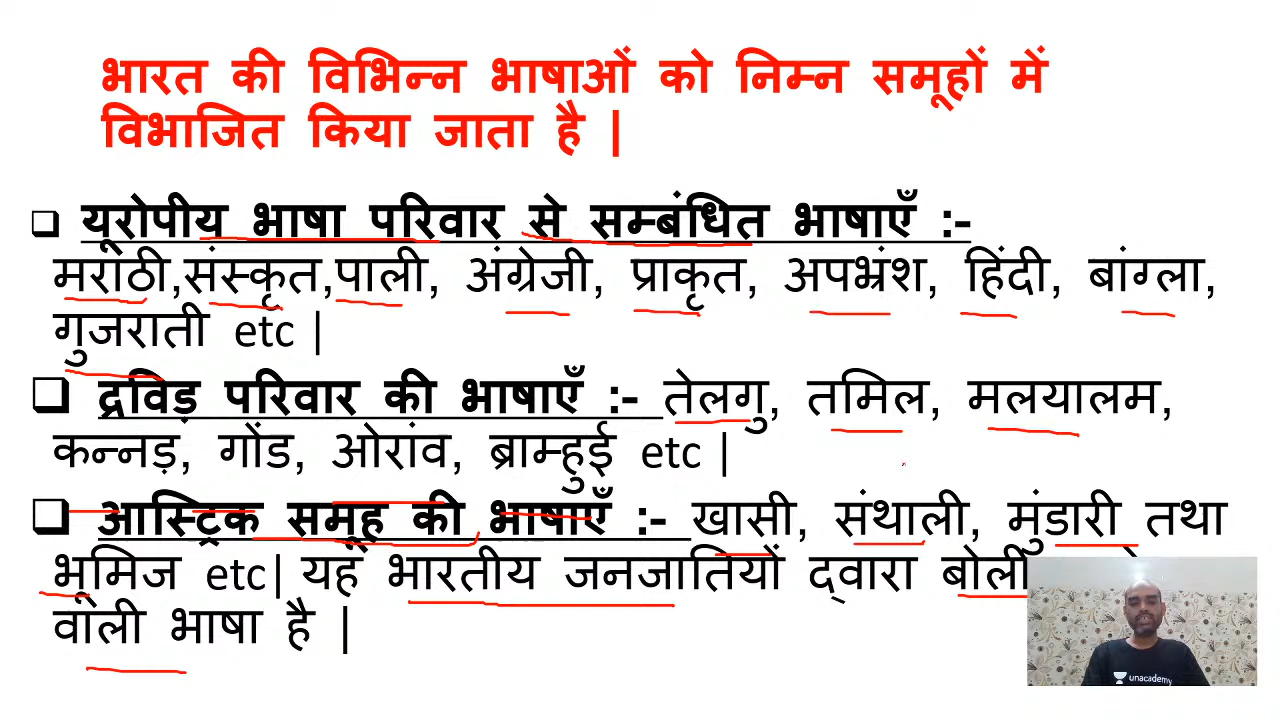 भारत की विभिन्न भाषाओं को निम्न समूहों में
विभाजित किया जाता है |
यूरोपीय भाषा परिवार से सम्बंधित भाषाएँ :-
मराठी,संस्कृत,पाली, अंग्रेजी, प्राकृत, अपभ्रंश, हिंदी, बांग्ला,
गुजराती etc |
द्रविड़ परिवार की भाषाएँ :- तेलगु, तमिल, मलयालम,
कन्नड़, गोंड, ओरांव, ब्राम्हुई etc |
आस्ट्रिक समूह की भाषाएँ :- खासी, संथाली, मुंडारी तथा
भूमिज etc| यह भारतीय जनजातियों द्वारा बोली
वाली भाषा है |
unacademy